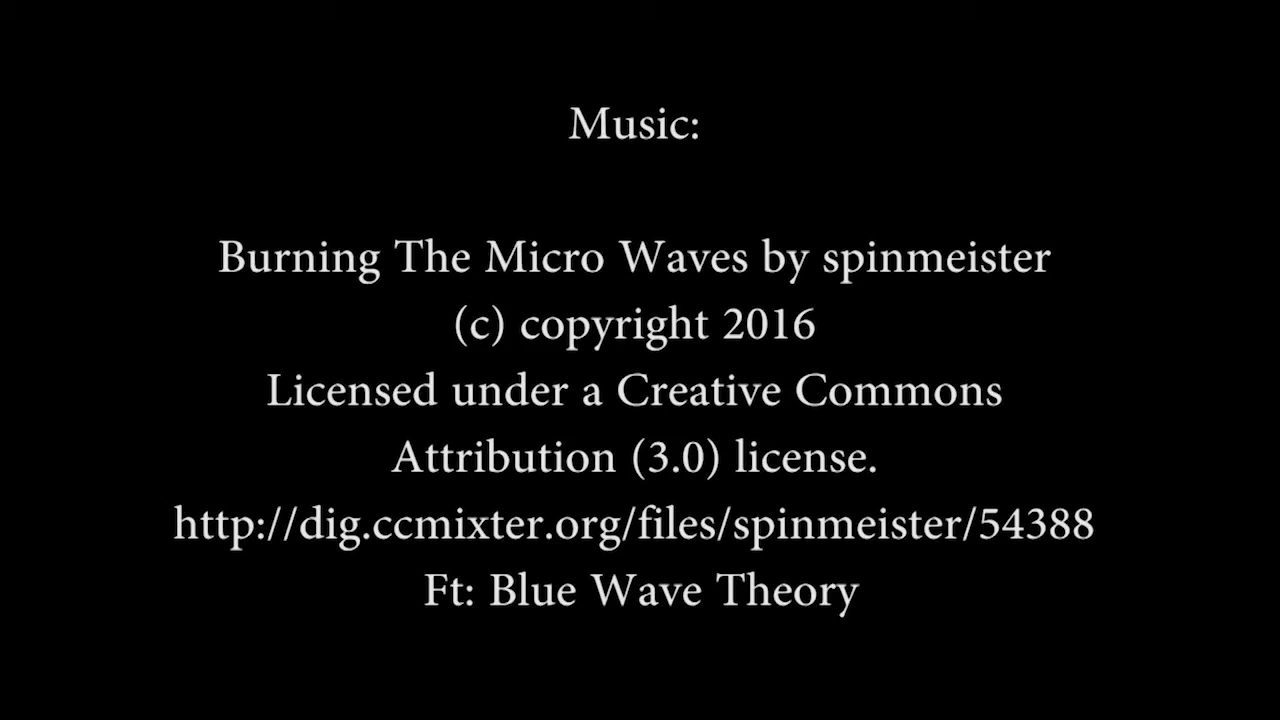 Music:
Burning The Micro Waves by spinmeister
(c) copyright 2016
Licensed under a Creative Commons
Attribution (3.0) license.
http://dig.ccmixter.org/files/spinmeister/54388
Ft: Blue Wave Theory